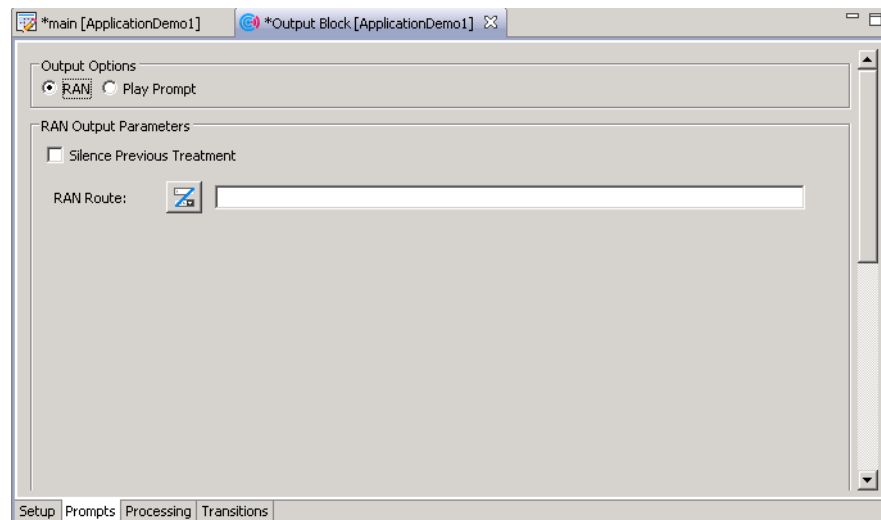 *main [ApplicationDemo1] *Output Block [ApplicationDemo1]
Output Options
RAN Play Prompt
RAN Output Parameters
Silence Previous Treatment
RAN Route:
Setup Prompts Processing Transitions